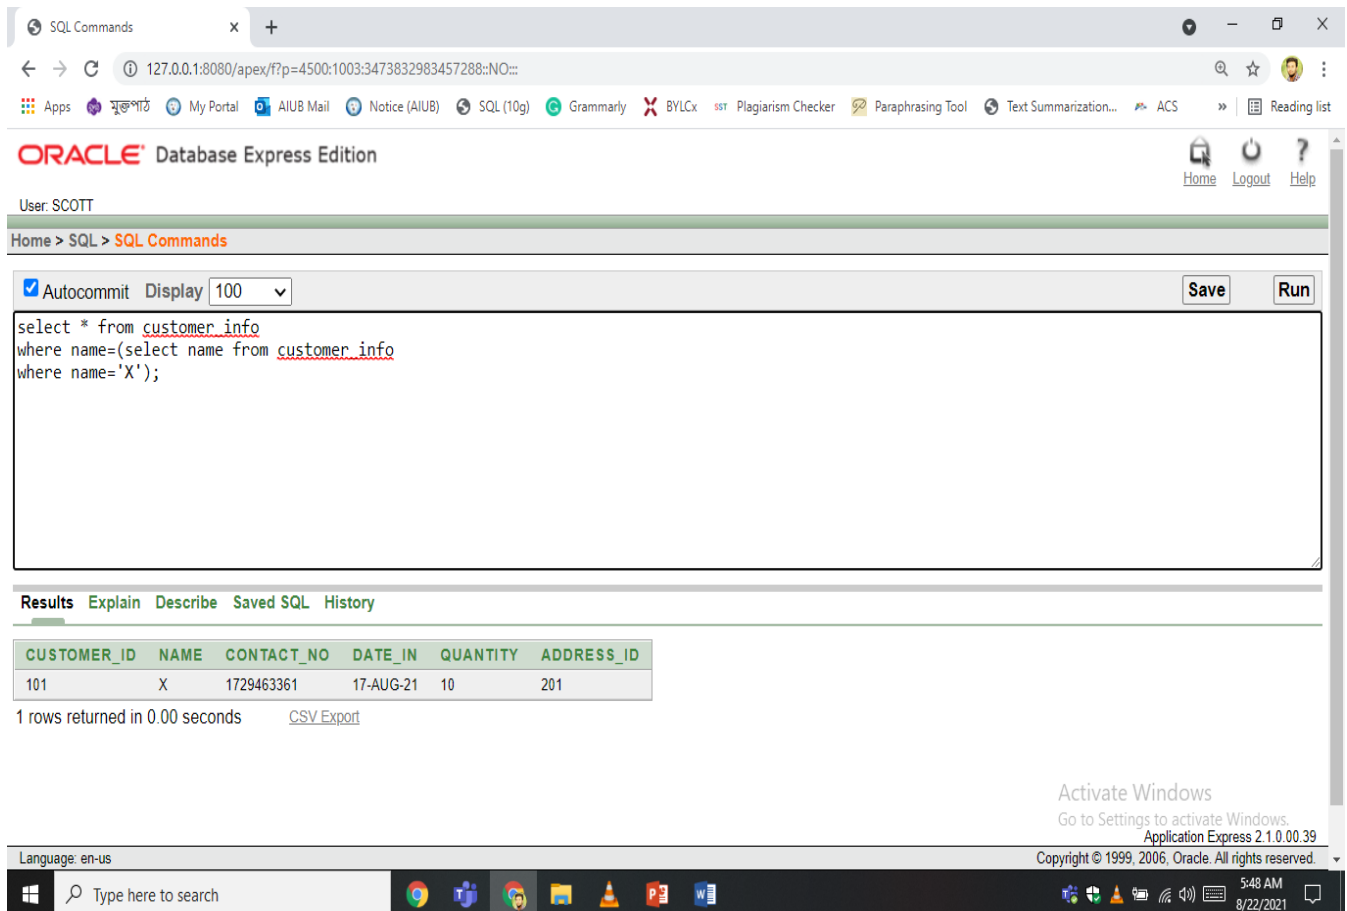 SQL Commands
127.0.0.1:8080/apex/f?p=4500:1003:3473832983457288::NO:::
Apps মুক্তপাঠ My Portal AIUB Mail Notice (AIUB) SQL (10g) Grammarly BYLCx SST Plagiarism Checker Paraphrasing Tool Text Summarization... ACS » Reading list
ORACLE Database Express Edition
Home Logout Help
User: SCOTT
Home > SQL > SQL Commands
Autocommit Display 100 Save Run
select * from customer_info
where name=(select name from customer_info
where name='X');
Results Explain Describe Saved SQL History
CUSTOMER_ID NAME CONTACT_NO DATE_IN QUANTITY ADDRESS_ID
101 X 1729463361 17-AUG-21 10 201
1 rows returned in 0.00 seconds CSV Export
Activate Windows
Go to Settings to activate Windows.
Application Express 2.1.0.00.39
Language: en-us Copyright © 1999, 2006, Oracle. All rights reserved.
Type here to search 5:48 AM
8/22/2021